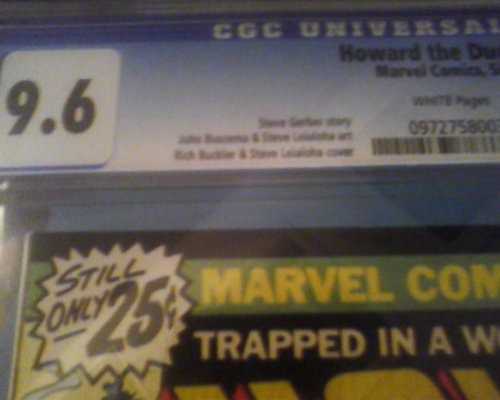 CGC UNIVERSAL
9.6
Howard the Du
Marvel Comics,
WHITE Pages
Steve Gerber story
John Buscema & Steve Leialoha art
Rich Buckler & Steve Leialoha cover
STILL
ONLY 25¢
MARVEL COM
TRAPPED IN A W